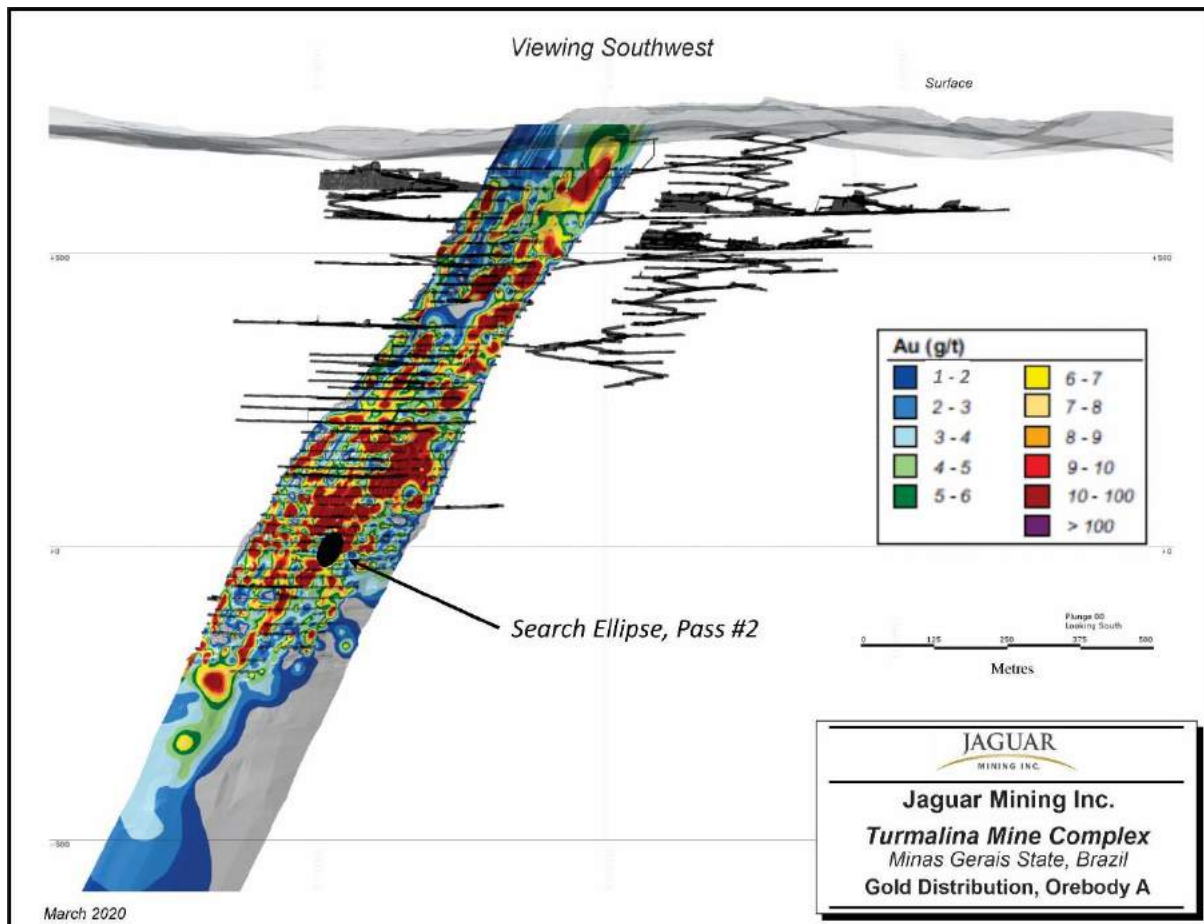 Viewing Southwest
Surface
+500
+500
Au (g/t)
1 - 2
2 - 3
3 - 4
4 - 5
5 - 6
6 - 7
7 - 8
8 - 9
9 - 10
10 - 100
> 100
+0
+0
Search Ellipse, Pass #2
Plunge 00
Looking South
0 125 250 375 500
Metres
JAGUAR
MINING INC.
Jaguar Mining Inc.
Turmalina Mine Complex
Minas Gerais State, Brazil
Gold Distribution, Orebody A
-500
-500
March 2020